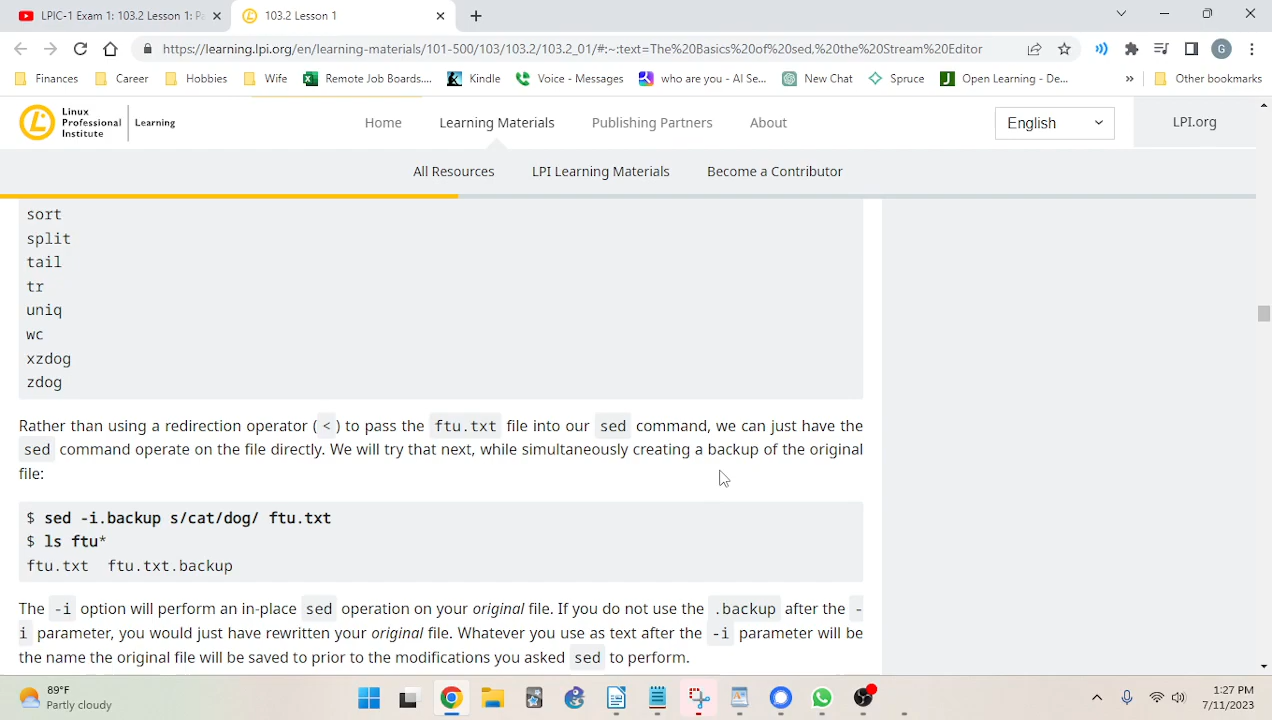 LPIC-1 Exam 1: 103.2 Lesson 1: Pa
103.2 Lesson 1
https://learning.lpi.org/en/learning-materials/101-500/103/103.2/103.2_01/#:~:text=The%20Basics%20of%20sed,%20the%20Stream%20Editor
G
Finances
Career
Hobbies
Wife
Remote Job Boards....
Kindle
Voice - Messages
who are you - AI Se...
New Chat
Spruce
J
Open Learning - De...
»
Other bookmarks
Linux
Professional
Institute
Learning
Home
Learning Materials
Publishing Partners
About
English
LPI.org
All Resources
LPI Learning Materials
Become a Contributor
sort
split
tail
tr
uniq
wc
xzdog
zdog
Rather than using a redirection operator ( < ) to pass the ftu.txt file into our sed command, we can just have the
sed command operate on the file directly. We will try that next, while simultaneously creating a backup of the original
file:
$ sed -i.backup s/cat/dog/ ftu.txt
$ ls ftu*
ftu.txt ftu.txt.backup
The -i option will perform an in-place sed operation on your original file. If you do not use the .backup after the -
i parameter, you would just have rewritten your original file. Whatever you use as text after the -i parameter will be
the name the original file will be saved to prior to the modifications you asked sed to perform.
89°F
Partly cloudy
1:27 PM
7/11/2023